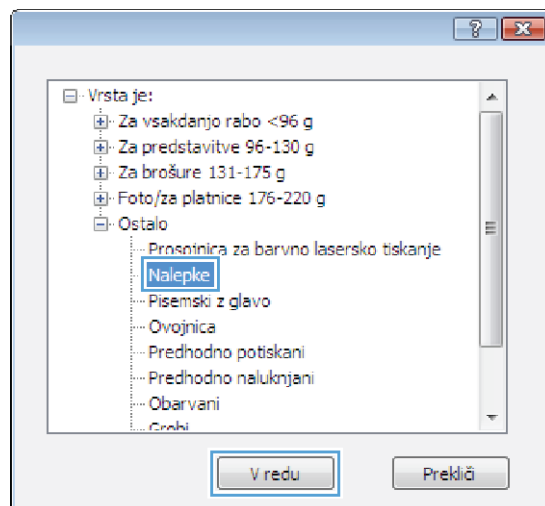 Vrsta je:
Za vsakdanjo rabo <96 g
Za predstavitve 96-130 g
Za brošure 131-175 g
Foto/za platnice 176-220 g
Ostalo
Prosojnica za barvno lasersko tiskanje
Nalepke
Pisemski z glavo
Ovojnica
Predhodno potiskani
Predhodno naluknjani
Obarvani
Grobi
V redu
Prekliči